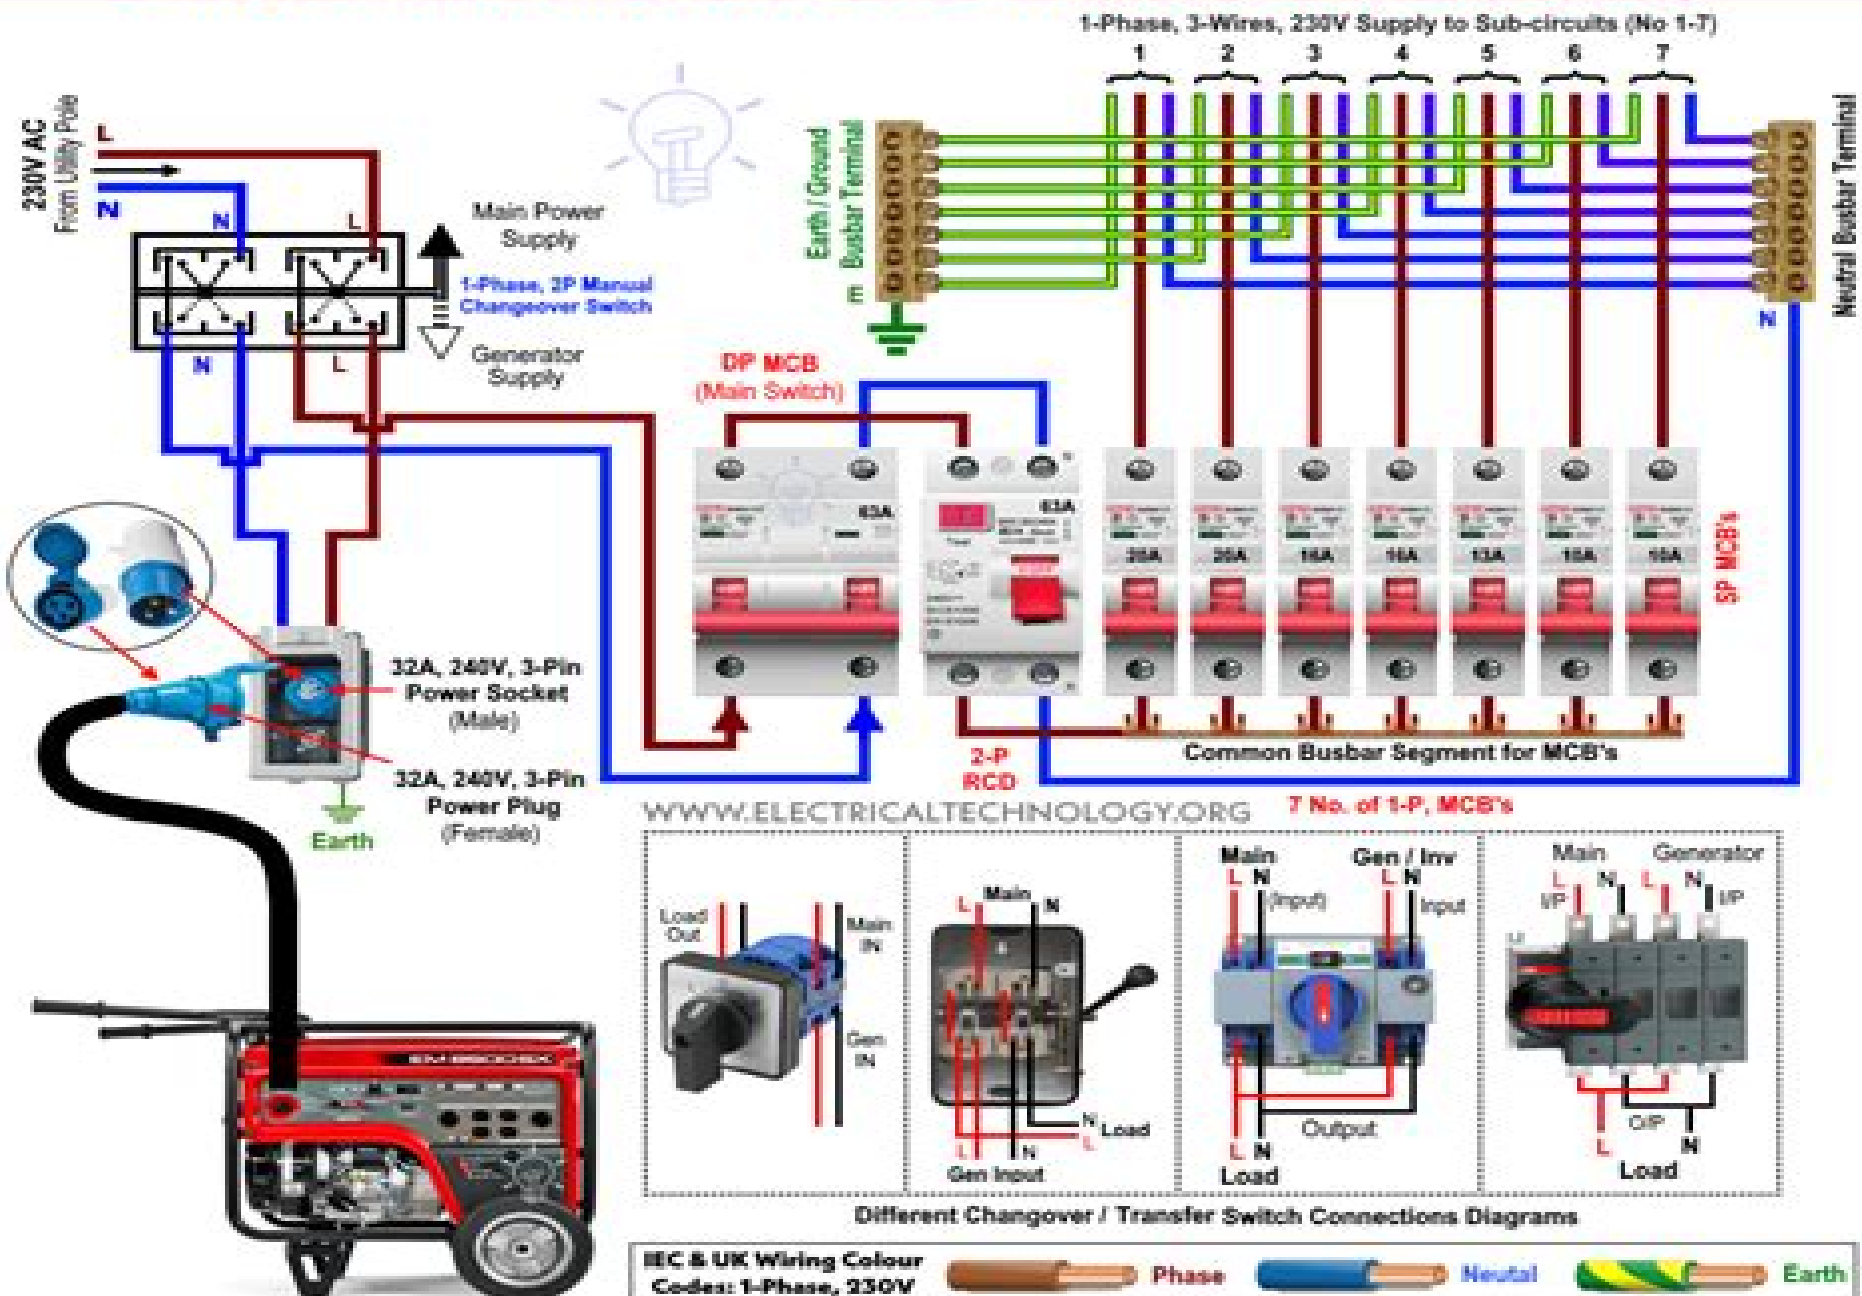 1-Phase, 3-Wires, 230V Supply to Sub-circuits (No 1-7)
1 2 3 4 5 6 7
230V AC
From Utility Pole
L
N
N L
Main Power
Supply
1-Phase, 2P Manual
Changeover Switch
Generator
Supply
N L
Earth / Ground
Busbar Terminal
E
Neutral Busbar Terminal
N
DP MCB
(Main Switch)
63A
63A
20A 20A 16A 16A 13A 10A 10A
SP MCB's
32A, 240V, 3-Pin
Power Socket
(Male)
32A, 240V, 3-Pin
Power Plug
(Female)
Earth
2-P
RCD
Common Busbar Segment for MCB's
WWW.ELECTRICALTECHNOLOGY.ORG
7 No. of 1-P, MCB's
Load
Out
Main
IN
Gen
IN
Main
L N
N
L
Load
L N
Gen Input
Main Gen / Inv
L N L N
(Input) Input
Output
L N
Load
Main Generator
L N L N
I/P I/P
O/P
L N
Load
Different Changover / Transfer Switch Connections Diagrams
IEC & UK Wiring Colour
Codes: 1-Phase, 230V
Phase
Neutal
Earth